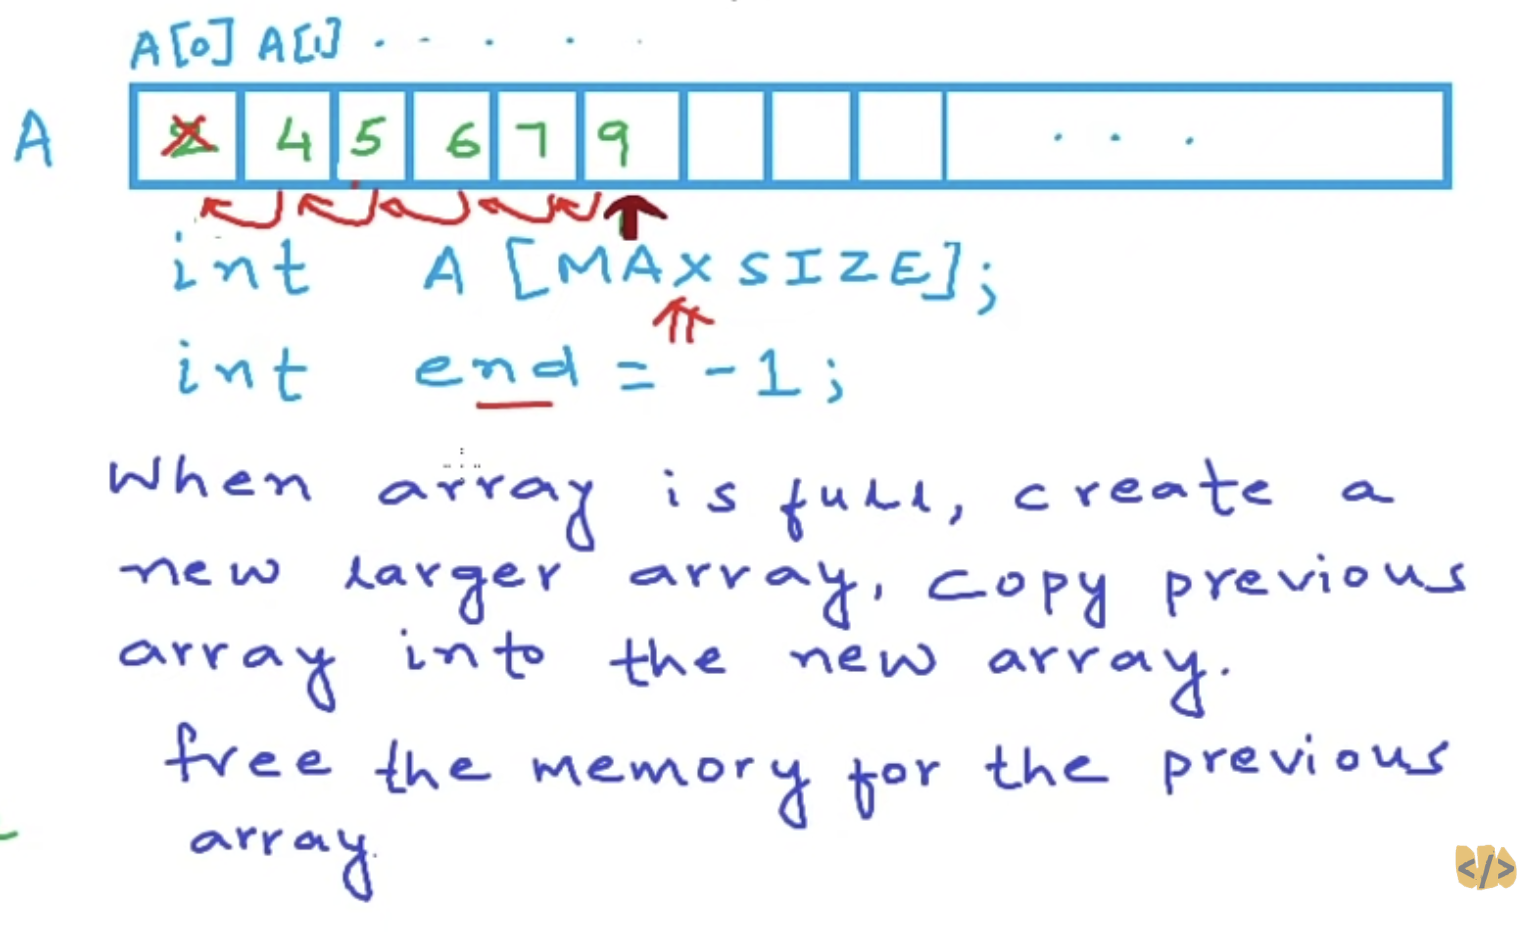 A[0] A[1] . . . . .
A 2 4 5 6 7 9 . . .
int A [MAXSIZE];
int end = -1;
When array is full, create a
new larger array, copy previous
array into the new array.
free the memory for the previous
array.
</>